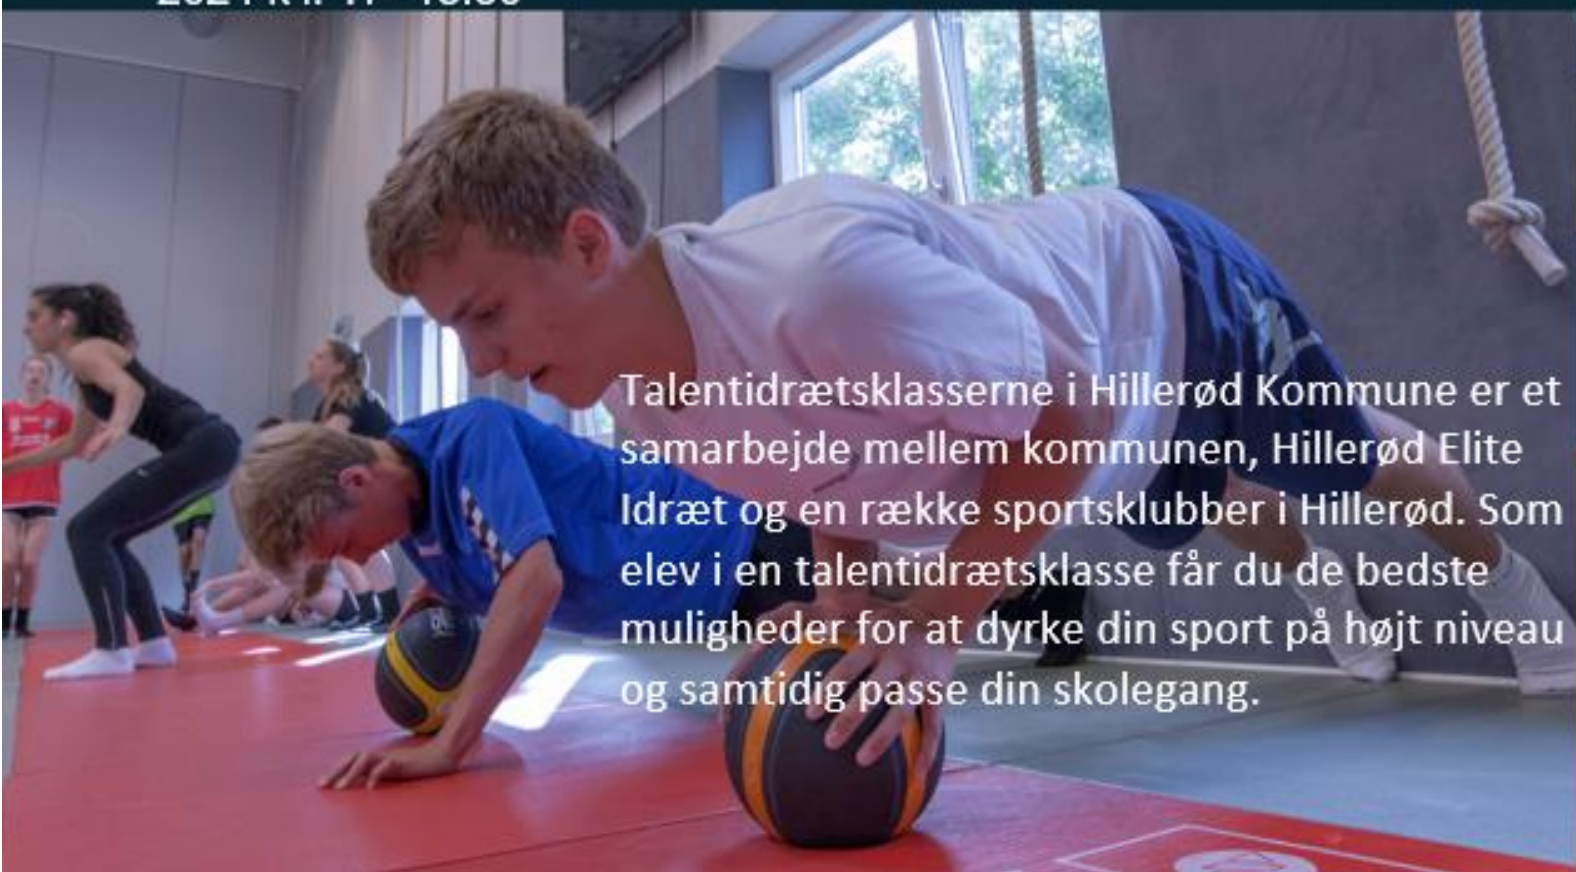 Talentidrætsklasserne i Hillerød Kommune er et
samarbejde mellem kommunen, Hillerød Elite
Idræt og en række sportsklubber i Hillerød. Som
elev i en talentidrætsklasse får du de bedste
muligheder for at dyrke din sport på højt niveau
og samtidig passe din skolegang.